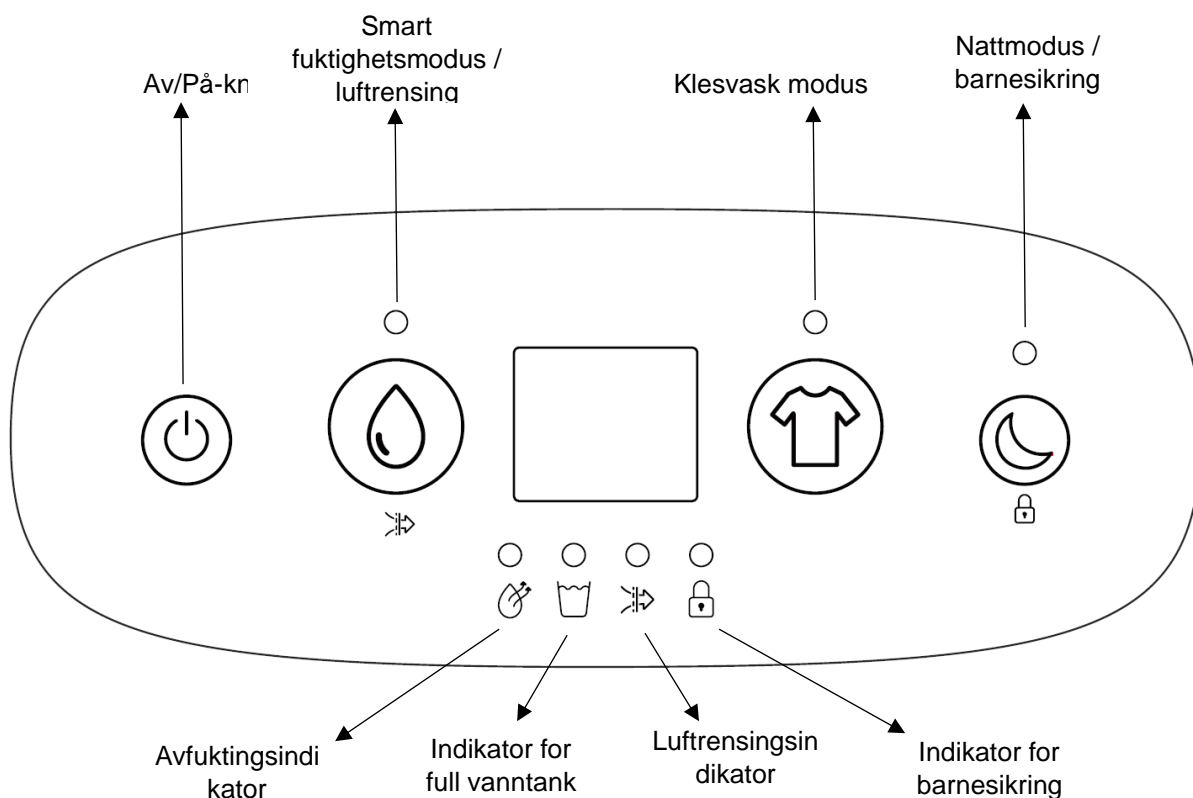 Smart
fuktighetsmodus /
luftrensing
Av/På-kn
Klesvask modus
Nattmodus /
barnesikring
Avfuktingsindi
kator
Indikator for
full vanntank
Luftrensingsin
dikator
Indikator for
barnesikring